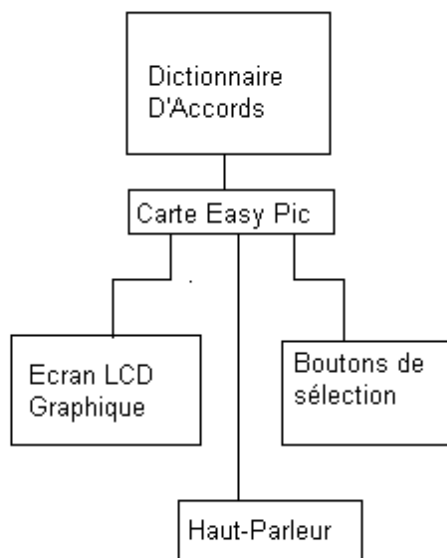 Dictionnaire
D'Accords
Carte Easy Pic
Ecran LCD
Graphique
Boutons de
sélection
Haut-Parleur